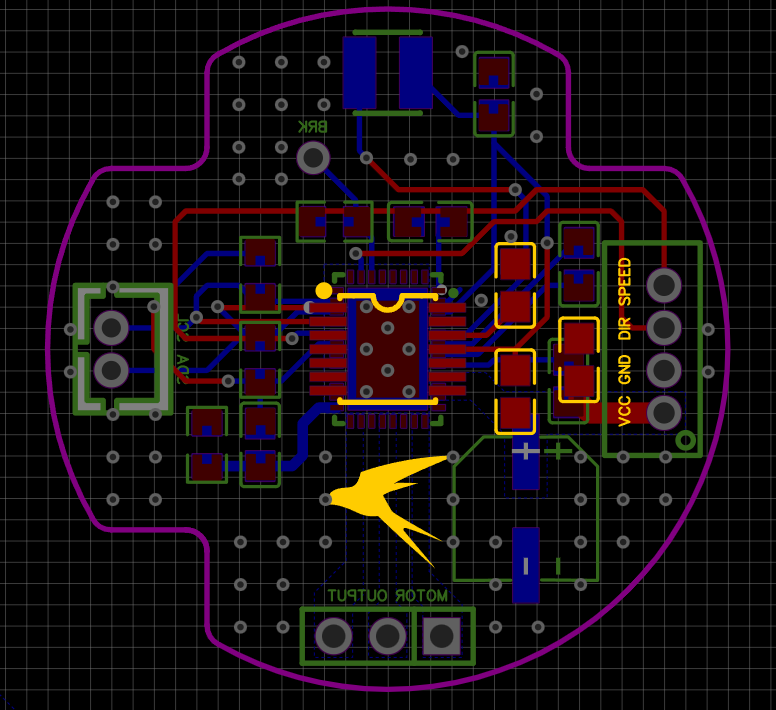 BRK
VCC GND DIR SPEED
+ +
- -
MOTOR OUTPUT